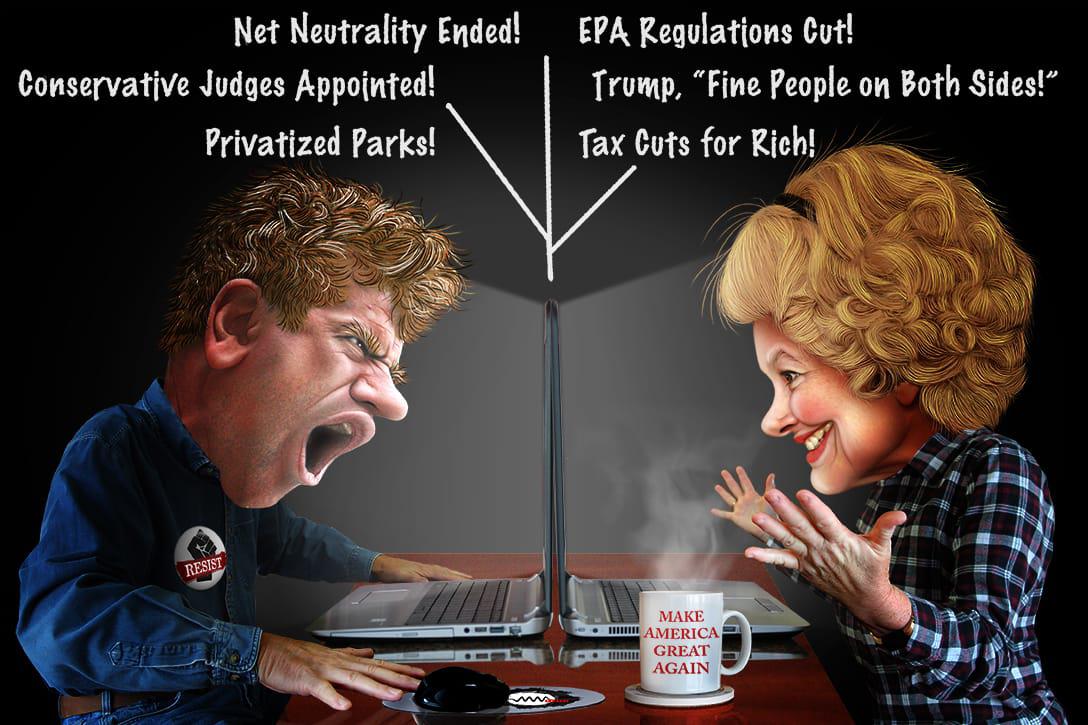 Net Neutrality Ended!
EPA Regulations Cut!
Conservative Judges Appointed!
Trump, “Fine People on Both Sides!”
Privatized Parks!
Tax Cuts for Rich!
RESIST
MAKE
AMERICA
GREAT
AGAIN